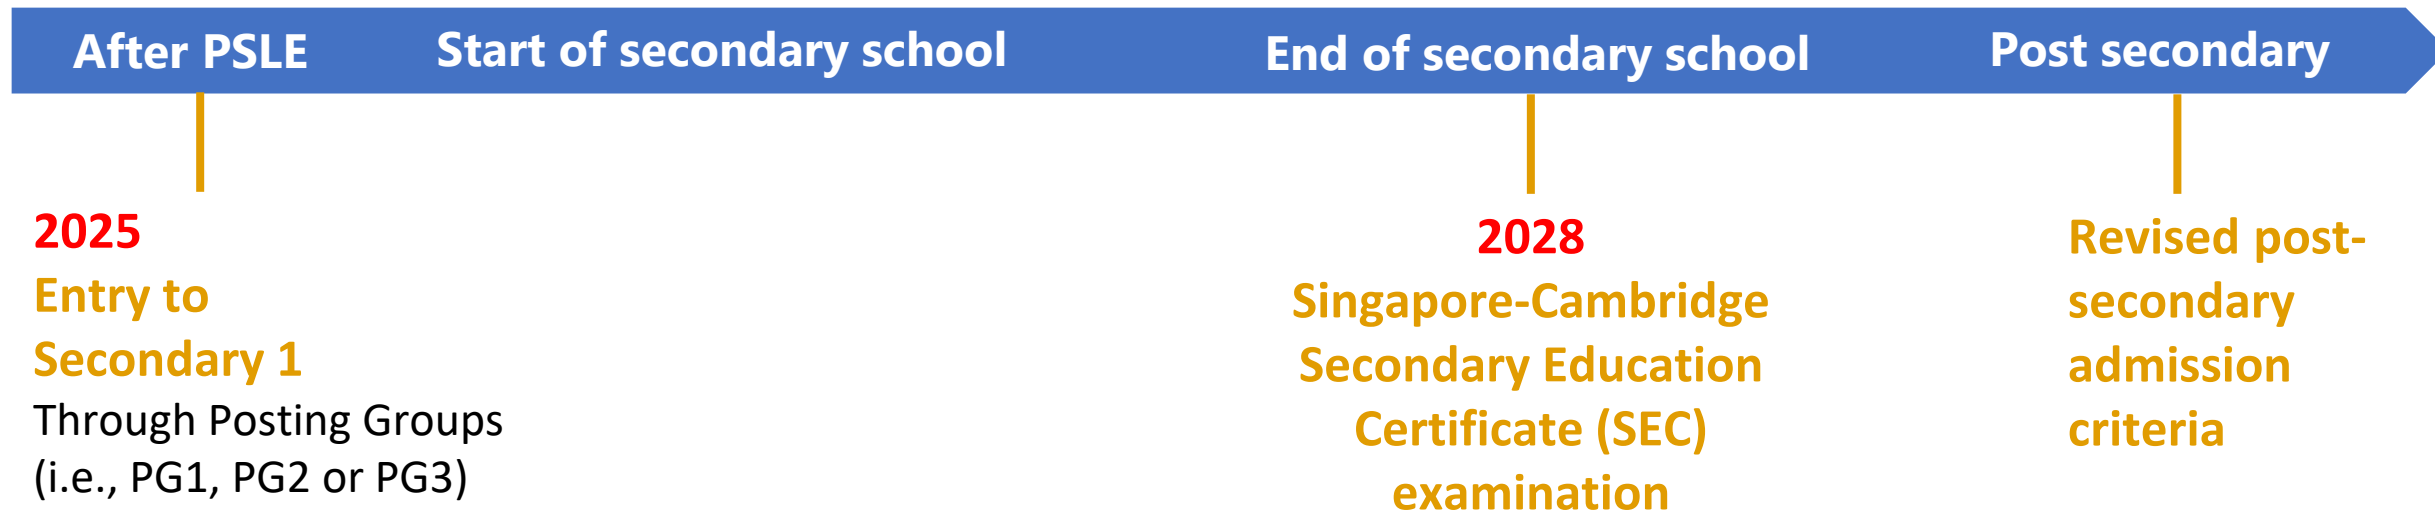 After PSLE
Start of secondary school
End of secondary school
Post secondary
2025
Entry to
Secondary 1
Through Posting Groups
(i.e., PG1, PG2 or PG3)
2028
Singapore-Cambridge
Secondary Education
Certificate (SEC)
examination
Revised post-
secondary
admission
criteria